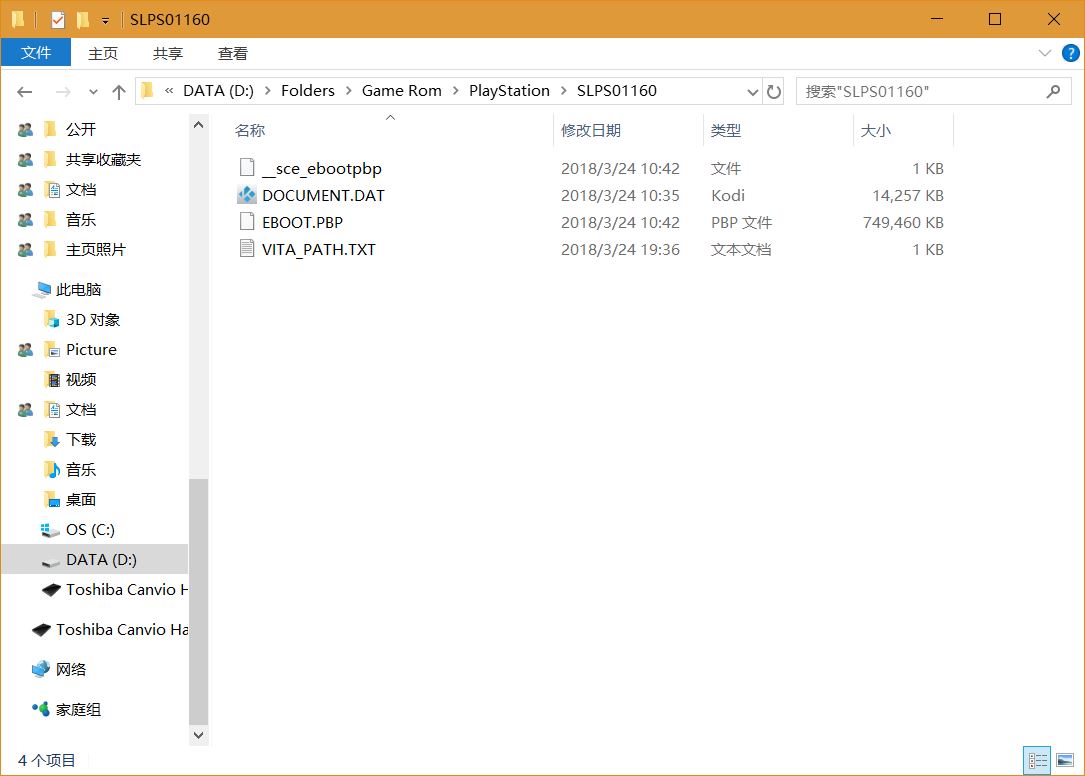 SLPS01160
文件 主页 共享 查看
« DATA (D:) > Folders > Game Rom > PlayStation > SLPS01160
搜索"SLPS01160"
公开
共享收藏夹
文档
音乐
主页照片
此电脑
3D 对象
Picture
视频
文档
下载
音乐
桌面
OS (C:)
DATA (D:)
Toshiba Canvio H
Toshiba Canvio Ha
网络
家庭组
名称 修改日期 类型 大小
__sce_ebootpbp 2018/3/24 10:42 文件 1 KB
DOCUMENT.DAT 2018/3/24 10:35 Kodi 14,257 KB
EBOOT.PBP 2018/3/24 10:42 PBP 文件 749,460 KB
VITA_PATH.TXT 2018/3/24 19:36 文本文档 1 KB
4 个项目